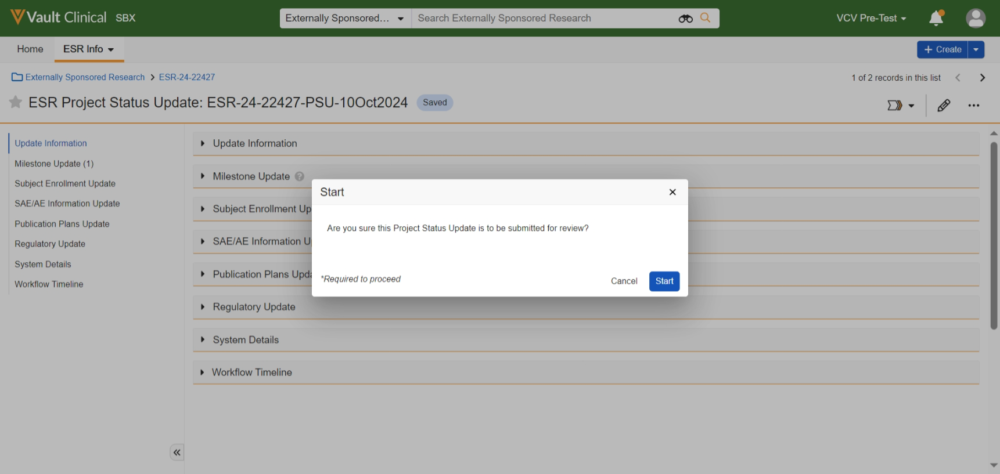 Vault Clinical SBX
Externally Sponsored... Search Externally Sponsored Research
VCV Pre-Test
Home ESR Info
+ Create
Externally Sponsored Research > ESR-24-22427
1 of 2 records in this list
ESR Project Status Update: ESR-24-22427-PSU-10Oct2024 Saved
Update Information
Milestone Update (1)
Subject Enrollment Update
SAE/AE Information Update
Publication Plans Update
Regulatory Update
System Details
Workflow Timeline
Update Information
Milestone Update ?
Subject Enrollment Up
SAE/AE Information U
Publication Plans Upda
Regulatory Update
System Details
Workflow Timeline
Start
Are you sure this Project Status Update is to be submitted for review?
*Required to proceed
Cancel Start